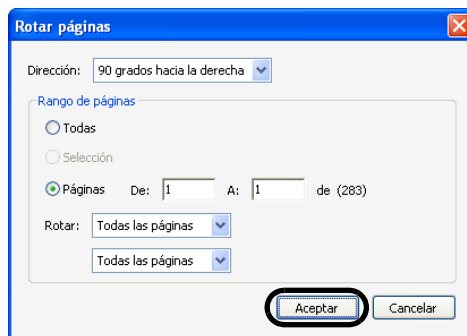 Rotar páginas
Dirección: 90 grados hacia la derecha
Rango de páginas
Todas
Selección
Páginas De: 1 A: 1 de (283)
Rotar: Todas las páginas
Todas las páginas
Aceptar Cancelar